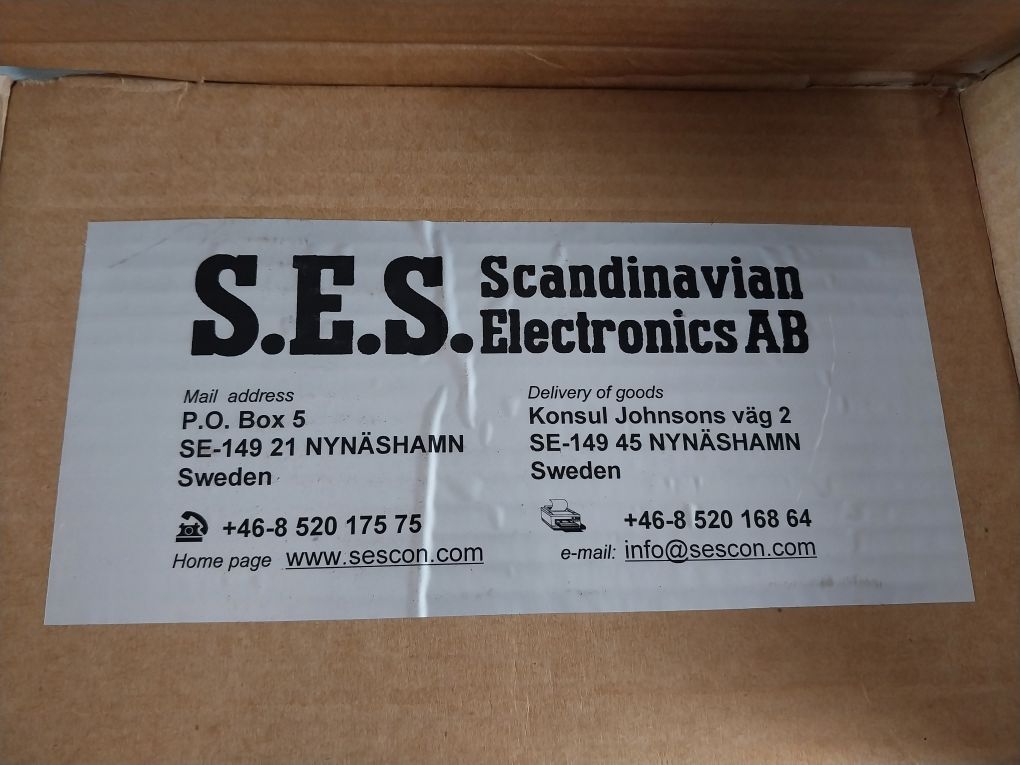 S.E.S. Scandinavian
Electronics AB
Mail address
P.O. Box 5
SE-149 21 NYNÄSHAMN
Sweden
+46-8 520 175 75
Home page www.sescon.com
Delivery of goods
Konsul Johnsons väg 2
SE-149 45 NYNÄSHAMN
Sweden
+46-8 520 168 64
e-mail: info@sescon.com